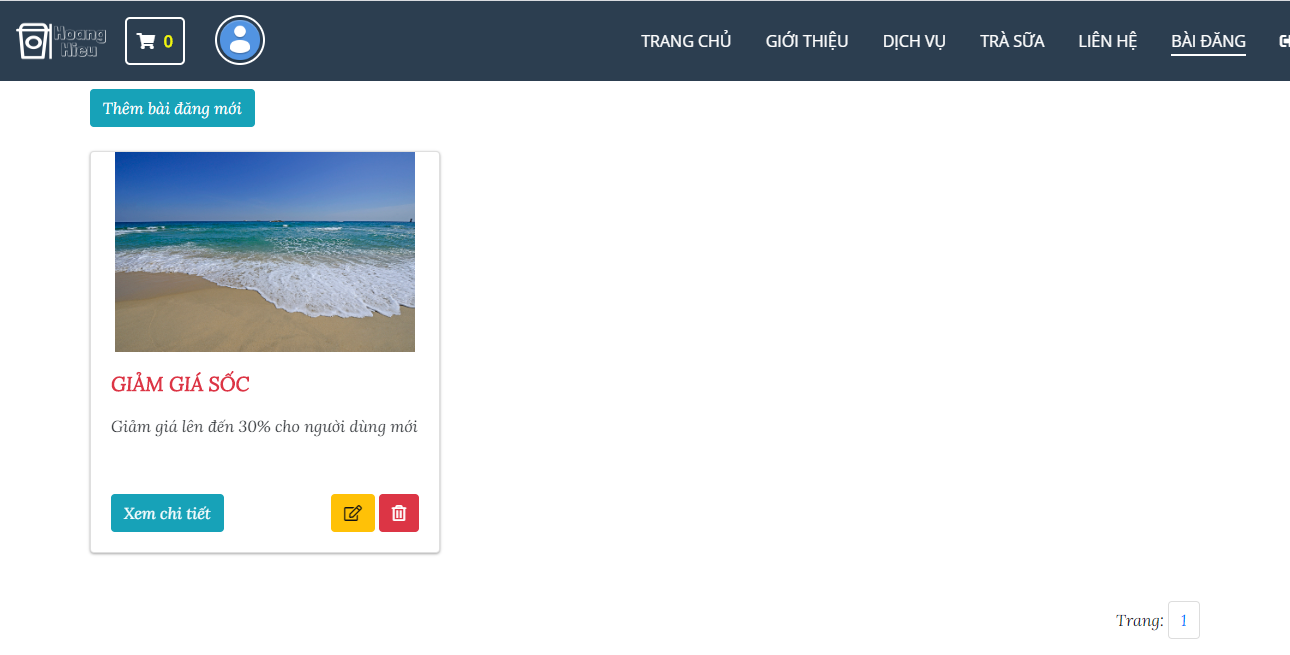 Hoang
Hieu
0
TRANG CHỦ GIỚI THIỆU DỊCH VỤ TRÀ SỮA LIÊN HỆ BÀI ĐĂNG
Thêm bài đăng mới
GIẢM GIÁ SỐC
Giảm giá lên đến 30% cho người dùng mới
Xem chi tiết
Trang: 1